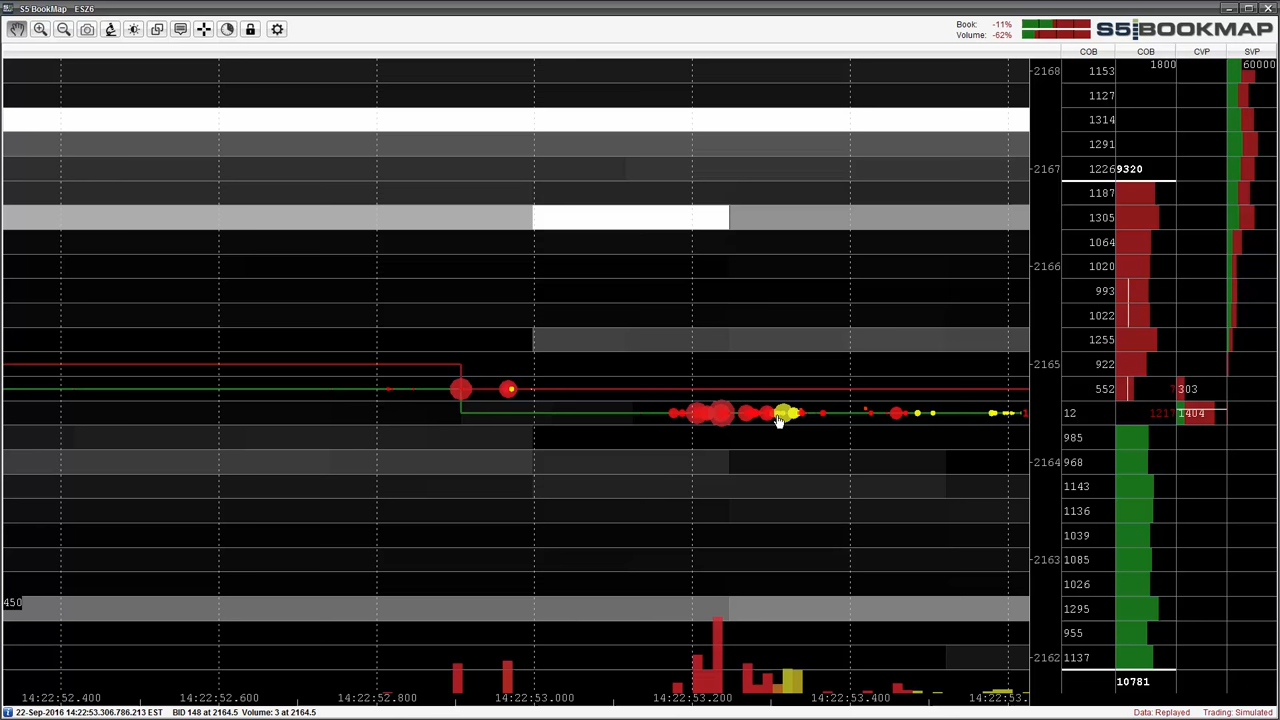 S5 BookMap ESZ6
Book: -11%
Volume: -62%
S5 BOOKMAP
COB COB CVP SVP
1800 60000
2168 1153
1127
1314
1291
2167 1226 9320
1187
1305
1064
2166 1020
993
1022
1255
2165 922
552 303
12 1217 1404
985
2164 968
1143
1136
1039
2163 1085
1026
450 1295
955
2162 1137
10781
14:22:52.400 14:22:52.600 14:22:52.800 14:22:53.000 14:22:53.200 14:22:53.400 14:22:53.
22-Sep-2016 14:22:53.306.786.213 EST BID 148 at 2164.5 Volume: 3 at 2164.5 Data: Replayed Trading: Simulated